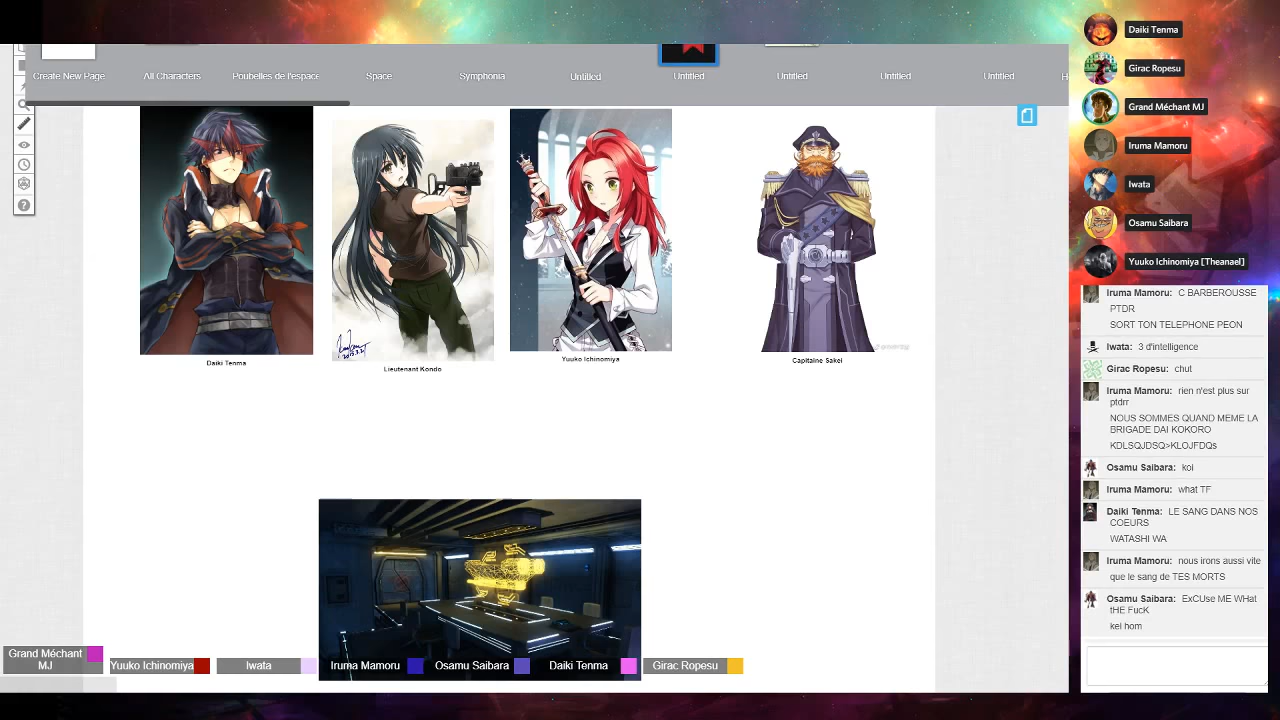 Create New Page
All Characters
Poubelles de l'espace
Space
Symphonia
Untitled
Untitled
Untitled
Untitled
Untitled
H
Daiki Tenma
Lieutenant Kondo
Yuuko Ichinomiya
Capitaine Sakei
Grand Méchant
MJ
Yuuko Ichinomiya
Iwata
Iruma Mamoru
Osamu Saibara
Daiki Tenma
Girac Ropesu
Daiki Tenma
Girac Ropesu
Grand Méchant MJ
Iruma Mamoru
Iwata
Osamu Saibara
Yuuko Ichinomiya [Theanael]
Iruma Mamoru: C BARBEROUSSE
PTDR
SORT TON TELEPHONE PEON
Iwata: 3 d'intelligence
Girac Ropesu: chut
Iruma Mamoru: rien n'est plus sur
ptdrr
NOUS SOMMES QUAND MEME LA
BRIGADE DAI KOKORO
KDLSQJDSQ>KLOJFDQs
Osamu Saibara: koi
Iruma Mamoru: what TF
Daiki Tenma: LE SANG DANS NOS
COEURS
WATASHI WA
Iruma Mamoru: nous irons aussi vite
que le sang de TES MORTS
Osamu Saibara: ExCUse ME WHat
tHE FucK
kel hom